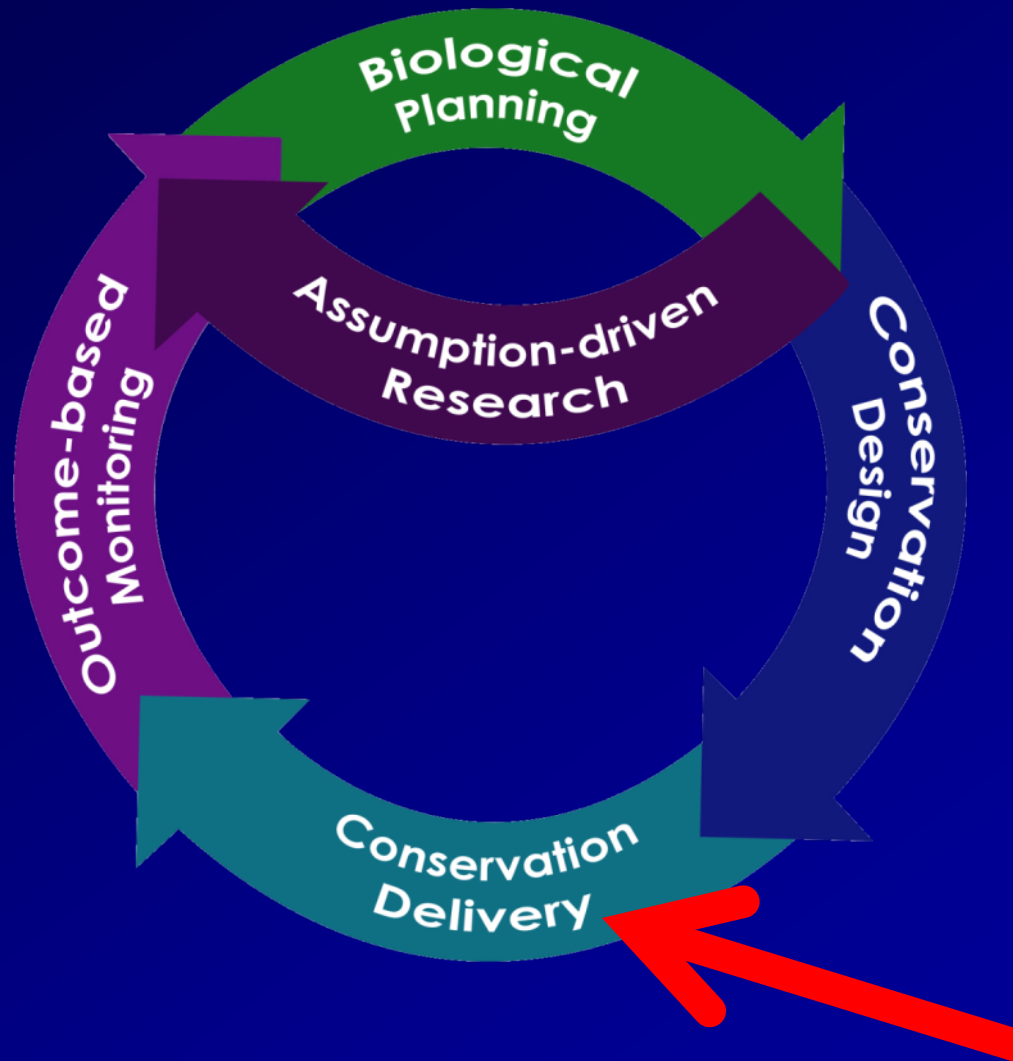 Biological
Planning
Assumption-driven
Research
Conservation
Design
Conservation
Delivery
Outcome-based
Monitoring